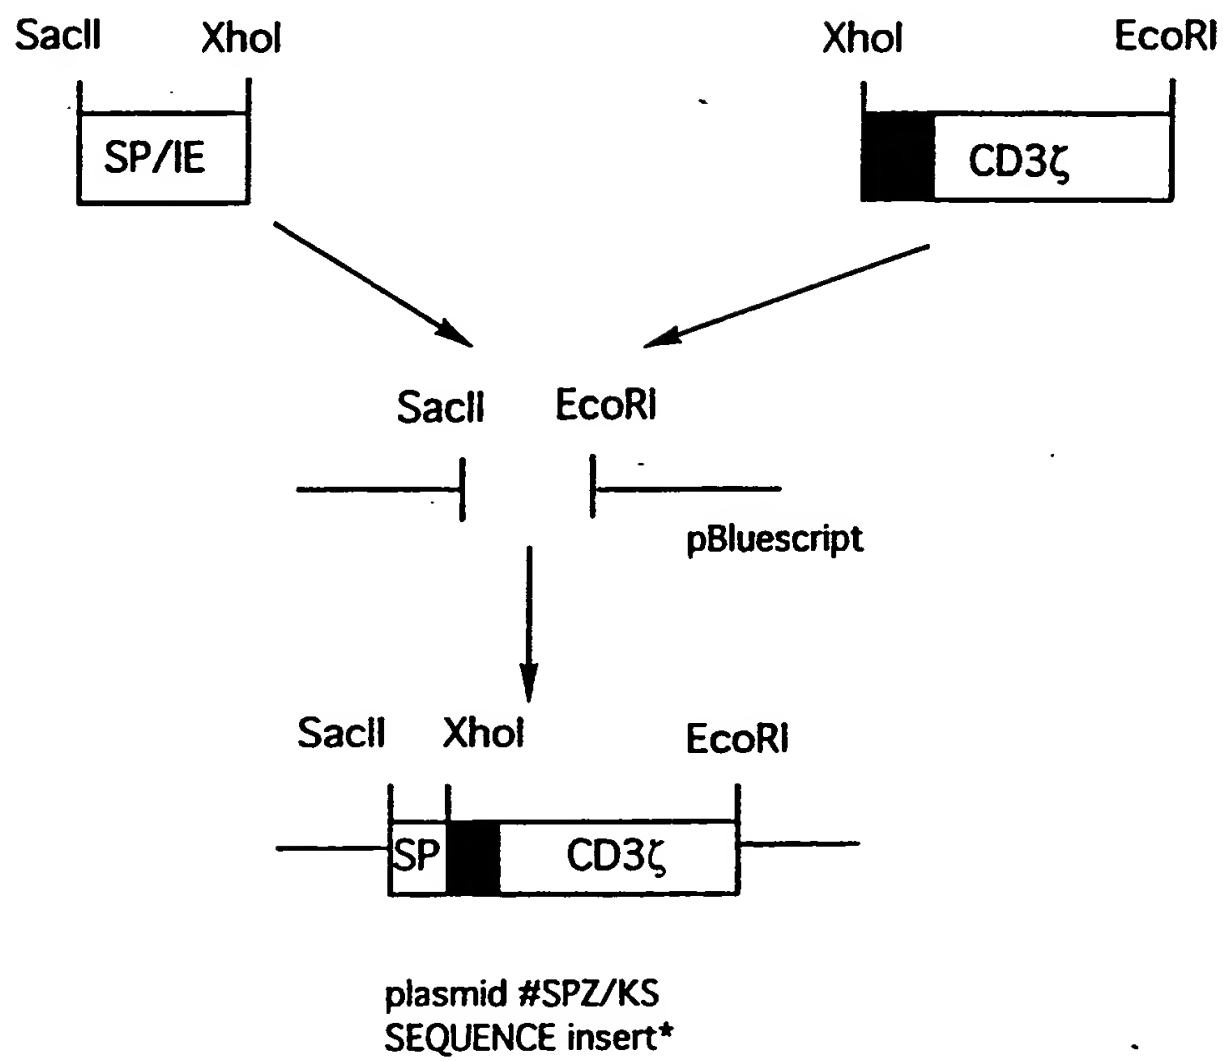 SacII XhoI XhoI EcoRI
SP/IE CD3ζ
SacII EcoRI
pBluescript
SacII XhoI EcoRI
SP CD3ζ
plasmid #SPZ/KS
SEQUENCE insert*